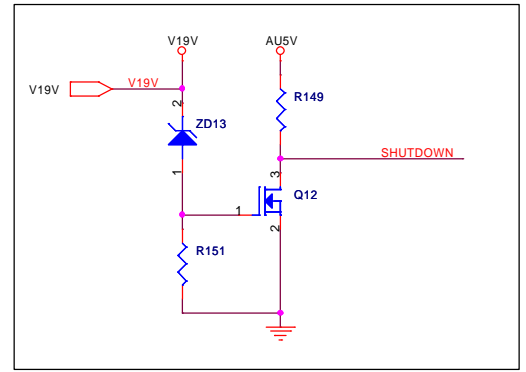 V19V AU5V
V19V V19V
R149
2
ZD13
SHUTDOWN
1
3
Q12
1
2
R151